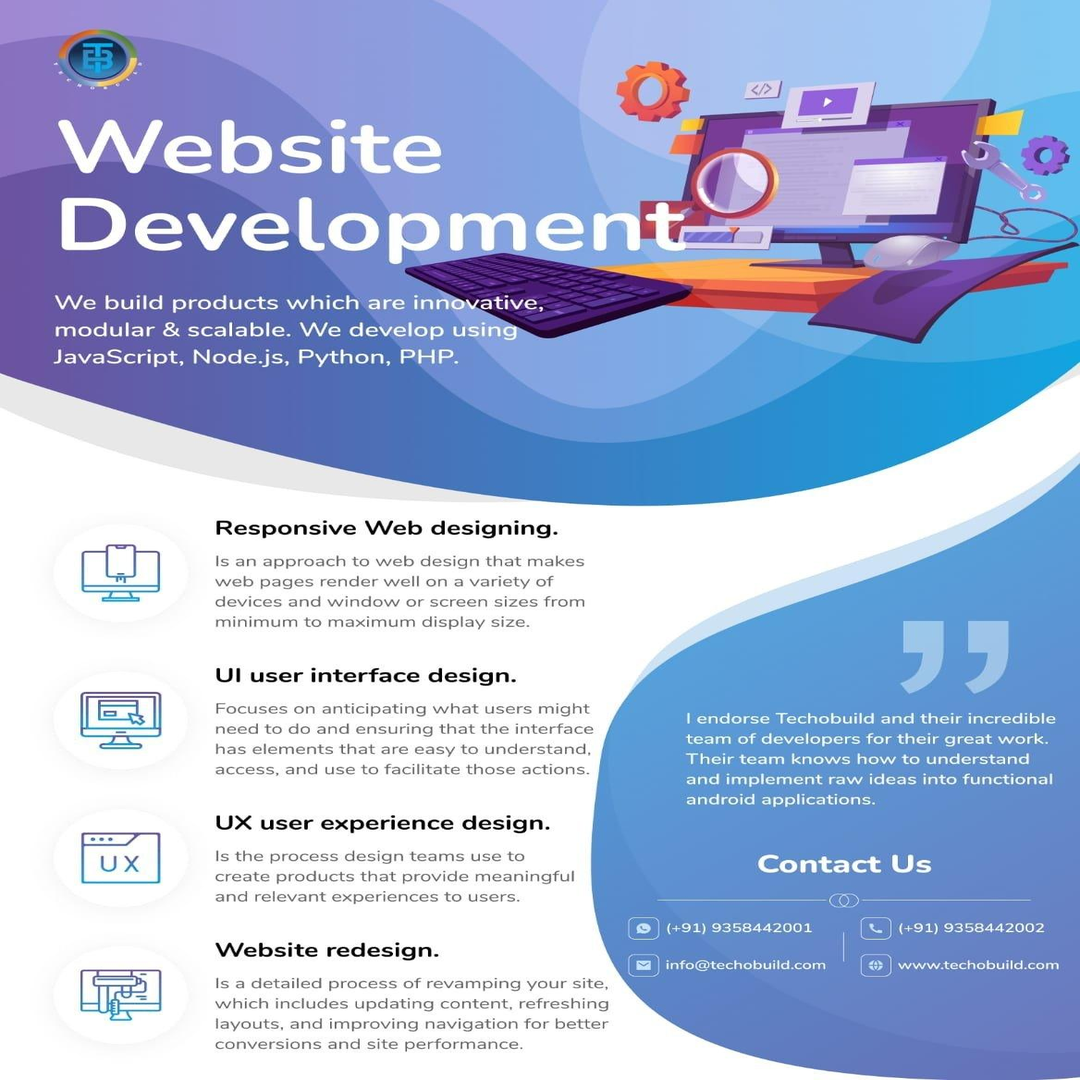 TEB
Website
Development
We build products which are innovative,
modular & scalable. We develop using
JavaScript, Node.js, Python, PHP.
</>
Responsive Web designing.
Is an approach to web design that makes
web pages render well on a variety of
devices and window or screen sizes from
minimum to maximum display size.
UI user interface design.
Focuses on anticipating what users might
need to do and ensuring that the interface
has elements that are easy to understand,
access, and use to facilitate those actions.
UX
UX user experience design.
Is the process design teams use to
create products that provide meaningful
and relevant experiences to users.
Website redesign.
Is a detailed process of revamping your site,
which includes updating content, refreshing
layouts, and improving navigation for better
conversions and site performance.
”
I endorse Techobuild and their incredible
team of developers for their great work.
Their team knows how to understand
and implement raw ideas into functional
android applications.
Contact Us
(+91) 9358442001
(+91) 9358442002
info@techobuild.com
www.techobuild.com